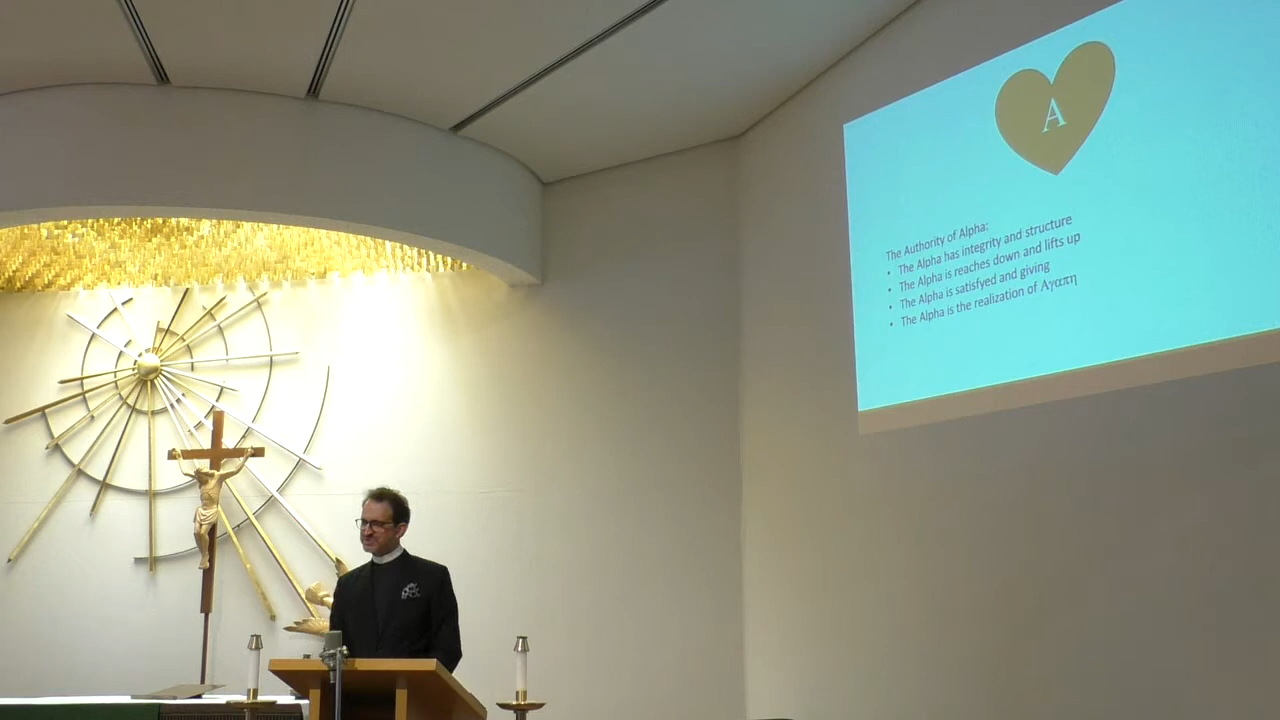 A
The Authority of Alpha:
• The Alpha has integrity and structure
• The Alpha is reaches down and lifts up
• The Alpha is satisfyed and giving
• The Alpha is the realization of Αγαπη